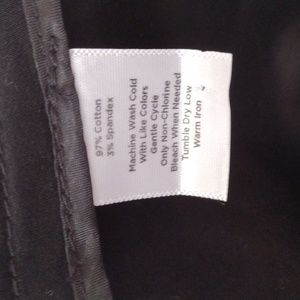 97% Cotton
3% Spandex
Machine Wash Cold
With Like Colors
Gentle Cycle
Only Non-Chlorine
Bleach When Needed
Tumble Dry Low
Warm Iron